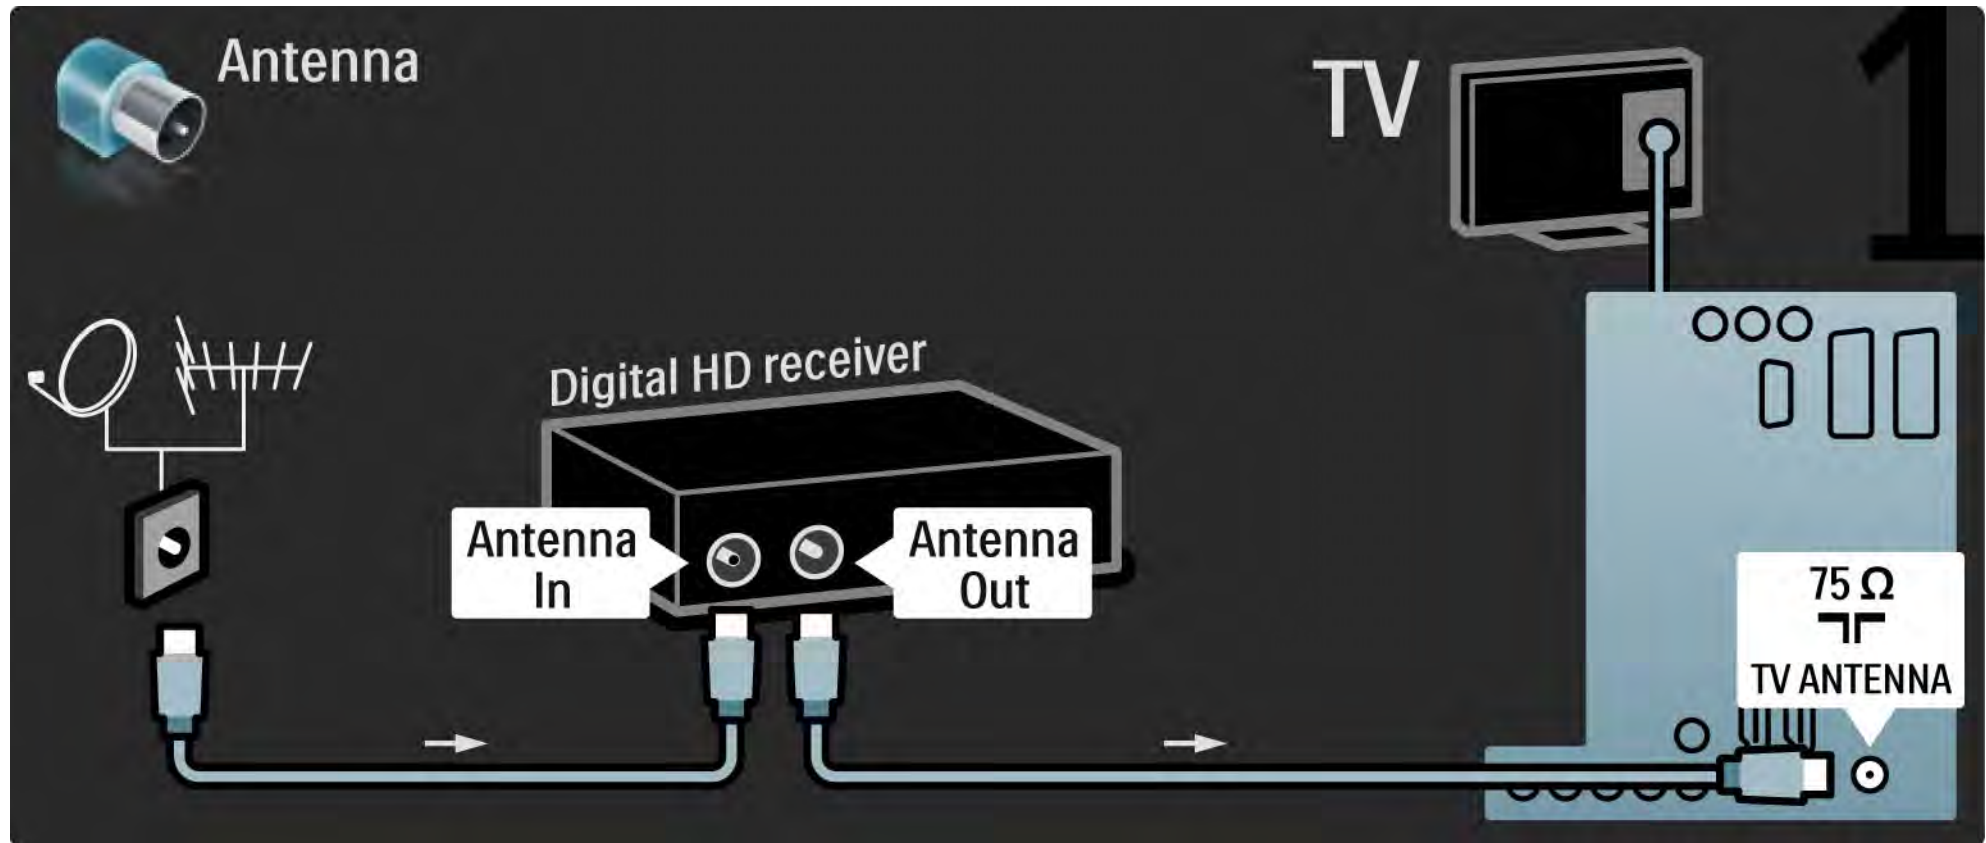 Antenna
TV
1
Digital HD receiver
Antenna
In
Antenna
Out
75 Ω
TV ANTENNA